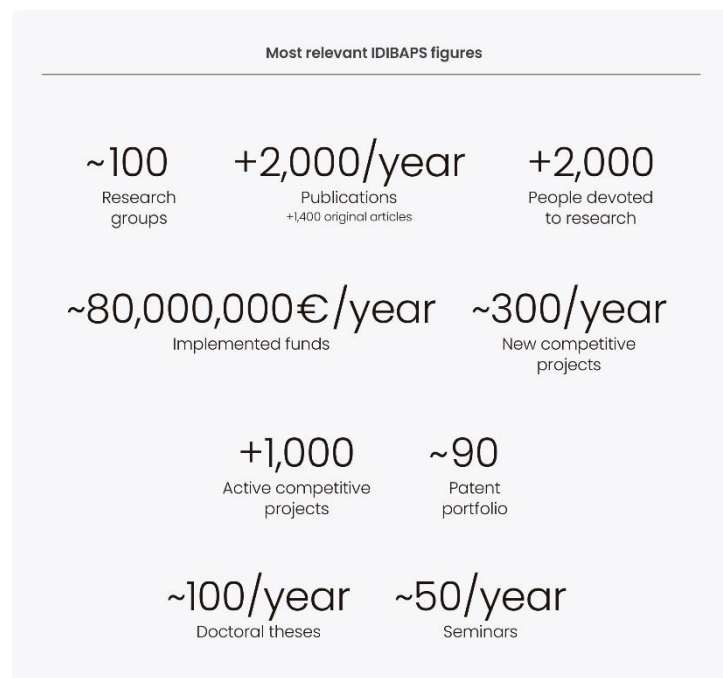 Most relevant IDIBAPS figures
~100
Research
groups
+2,000/year
Publications
+1,400 original articles
+2,000
People devoted
to research
~80,000,000€/year
Implemented funds
~300/year
New competitive
projects
+1,000
Active competitive
projects
~90
Patent
portfolio
~100/year
Doctoral theses
~50/year
Seminars